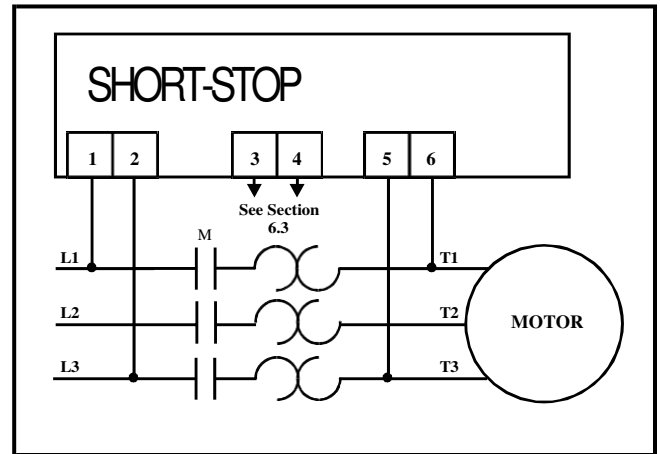 SHORT-STOP
1 2 3 4 5 6
See Section
6.3
M
L1 T1
L2 T2
MOTOR
L3 T3